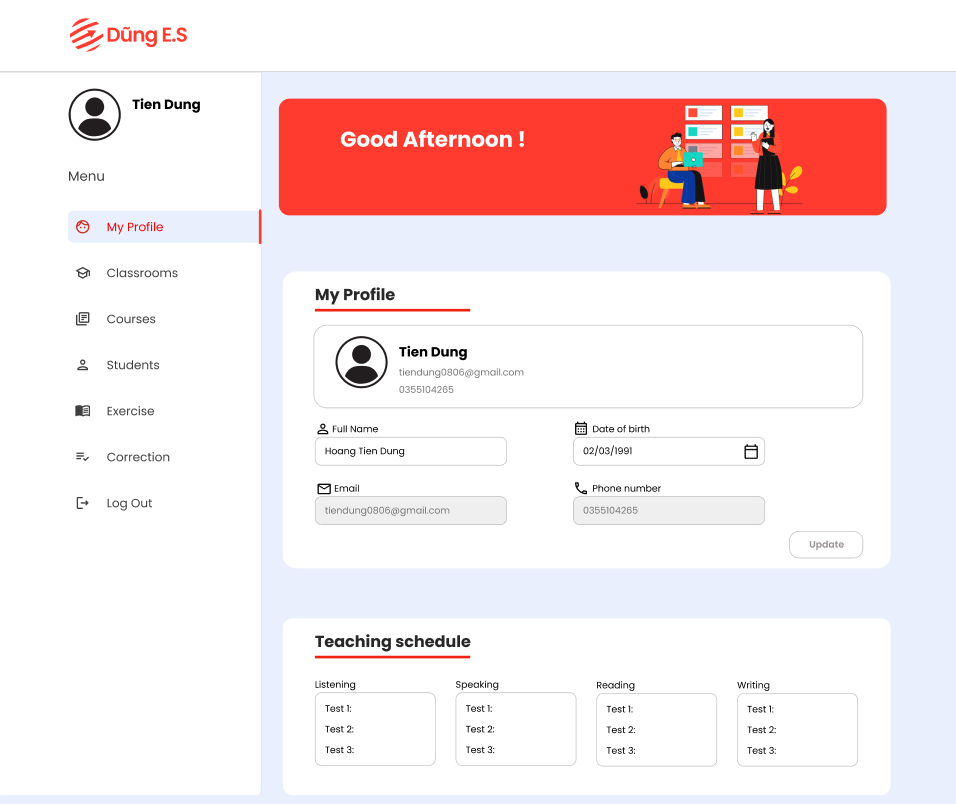 Dũng E.S
Tien Dung
Menu
My Profile
Classrooms
Courses
Students
Exercise
Correction
Log Out
Good Afternoon !
My Profile
Tien Dung
tiendung0806@gmail.com
0355104265
Full Name
Hoang Tien Dung
Date of birth
02/03/1991
Email
tiendung0806@gmail.com
Phone number
0355104265
Update
Teaching schedule
Listening
Test 1:
Test 2:
Test 3:
Speaking
Test 1:
Test 2:
Test 3:
Reading
Test 1:
Test 2:
Test 3:
Writing
Test 1:
Test 2:
Test 3: